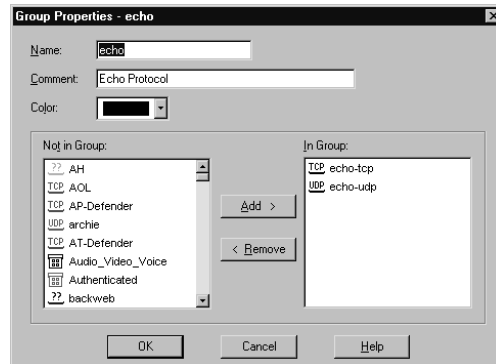 Group Properties - echo
Name: echo
Comment: Echo Protocol
Color:
Not in Group:
?? AH
TCP AOL
TCP AP-Defender
UDP archie
TCP AT-Defender
Audio_Video_Voice
Authenticated
?? backweb
Add >
< Remove
In Group:
TCP echo-tcp
UDP echo-udp
OK Cancel Help